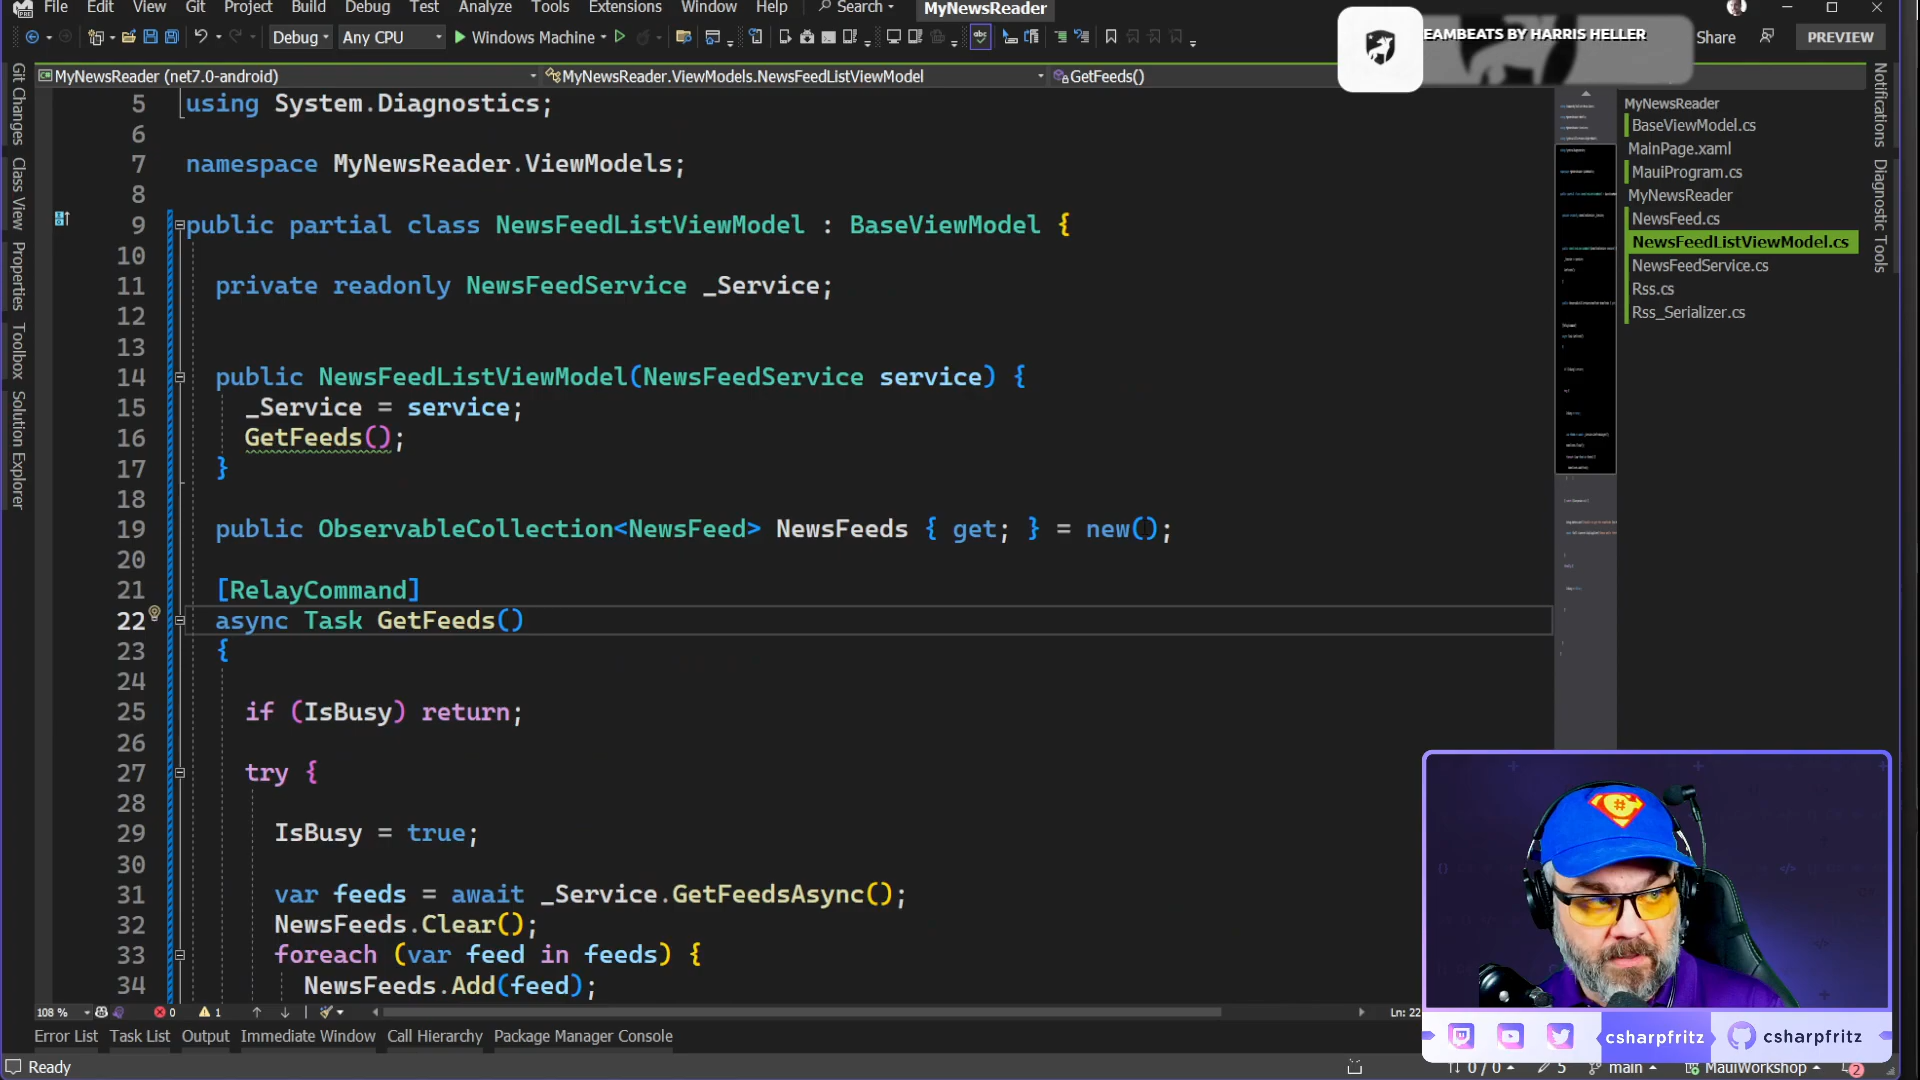 File Edit View Git Project Build Debug Test Analyze Tools Extensions Window Help Search MyNewsReader
Debug Any CPU Windows Machine Share PREVIEW
EAMBEATS BY HARRIS HELLER
MyNewsReader (net7.0-android) MyNewsReader.ViewModels.NewsFeedListViewModel GetFeeds()
5 using System.Diagnostics;
6
7 namespace MyNewsReader.ViewModels;
8
9 public partial class NewsFeedListViewModel : BaseViewModel {
10
11 private readonly NewsFeedService _Service;
12
13
14 public NewsFeedListViewModel(NewsFeedService service) {
15 _Service = service;
16 GetFeeds();
17 }
18
19 public ObservableCollection<NewsFeed> NewsFeeds { get; } = new();
20
21 [RelayCommand]
22 async Task GetFeeds()
23 {
24
25 if (IsBusy) return;
26
27 try {
28
29 IsBusy = true;
30
31 var feeds = await _Service.GetFeedsAsync();
32 NewsFeeds.Clear();
33 foreach (var feed in feeds) {
34 NewsFeeds.Add(feed);
Git Changes
Class View
Properties
Toolbox
Solution Explorer
MyNewsReader
BaseViewModel.cs
MainPage.xaml
MauiProgram.cs
MyNewsReader
NewsFeed.cs
NewsFeedListViewModel.cs
NewsFeedService.cs
Rss.cs
Rss_Serializer.cs
Notifications
Diagnostic Tools
108 % 0 1 Ln: 22
Error List Task List Output Immediate Window Call Hierarchy Package Manager Console
csharpfritz csharpfritz
Ready 0 / 0 5 main MauiWorkshop 2